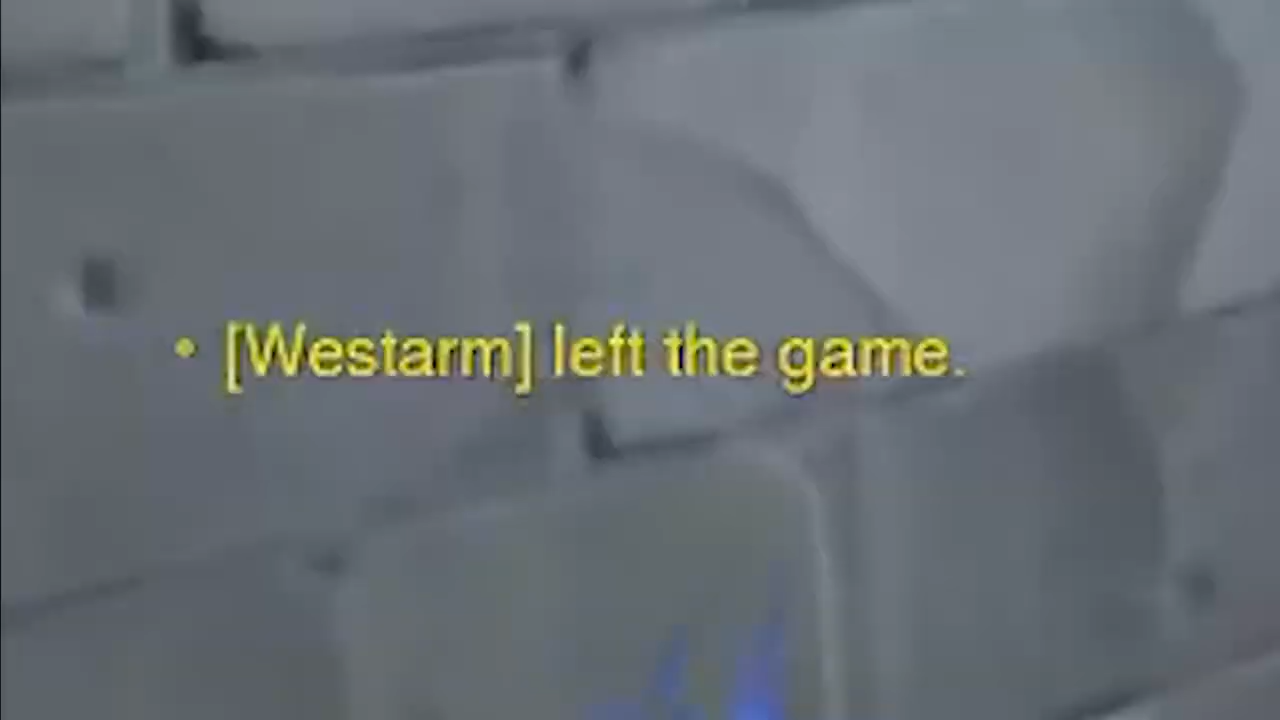 • [Westarm] left the game.